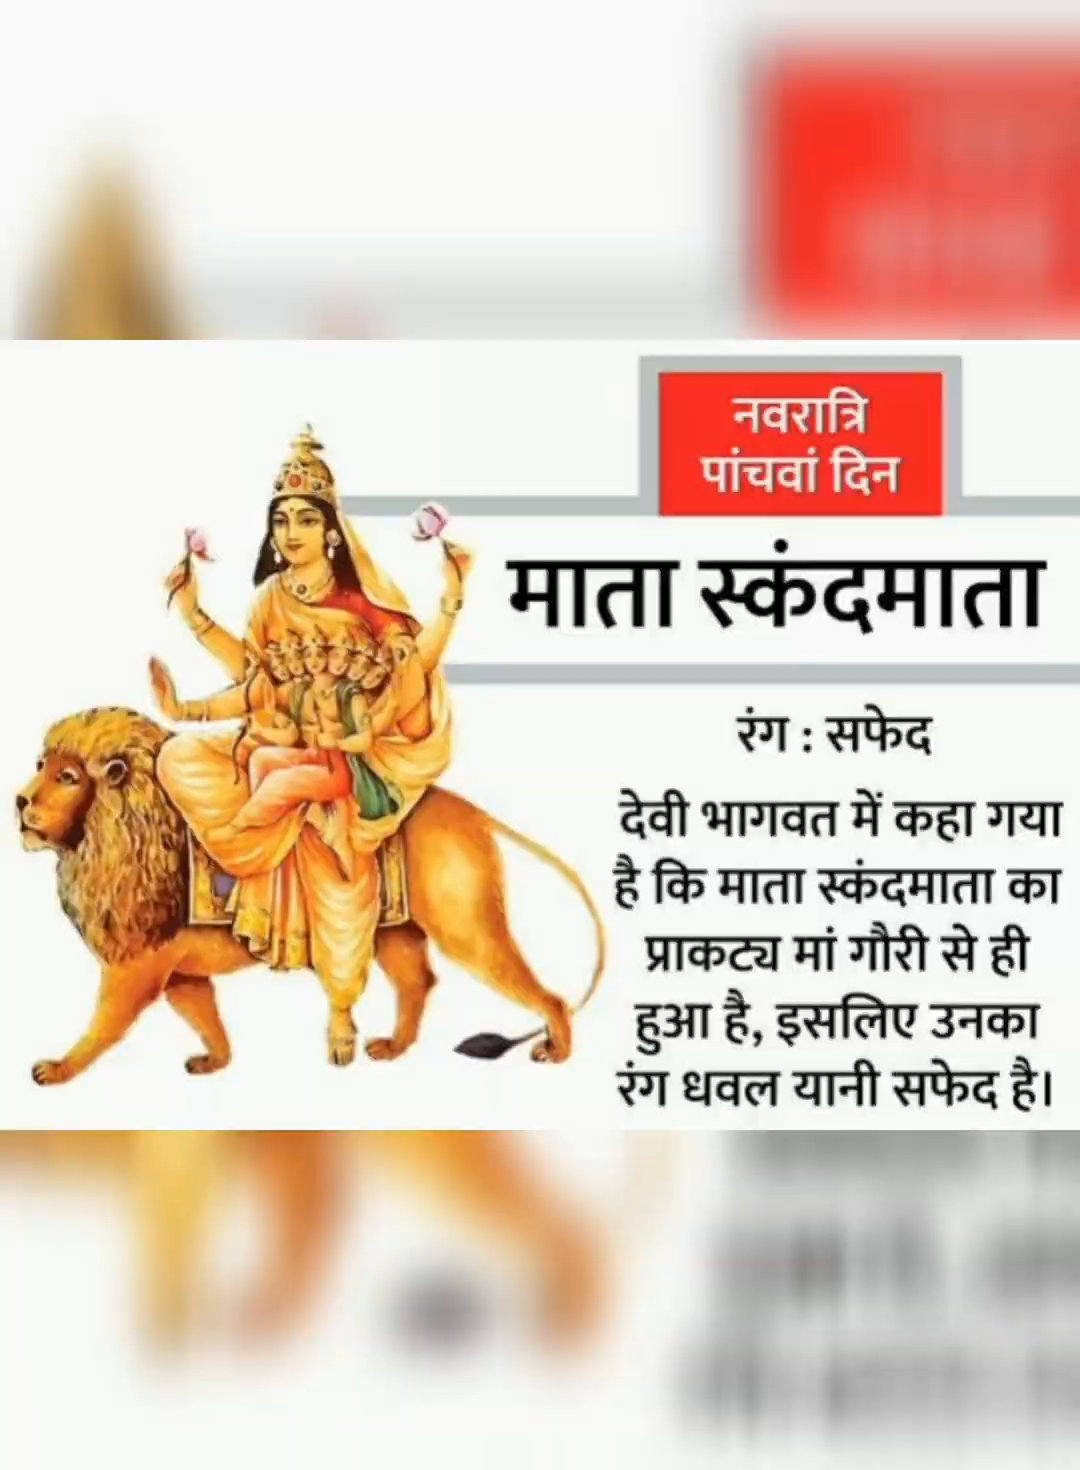 नवरात्रि
पांचवां दिन
माता स्कंदमाता
रंग : सफेद
देवी भागवत में कहा गया
है कि माता स्कंदमाता का
प्राकट्य मां गौरी से ही
हुआ है, इसलिए उनका
रंग धवल यानी सफेद है।